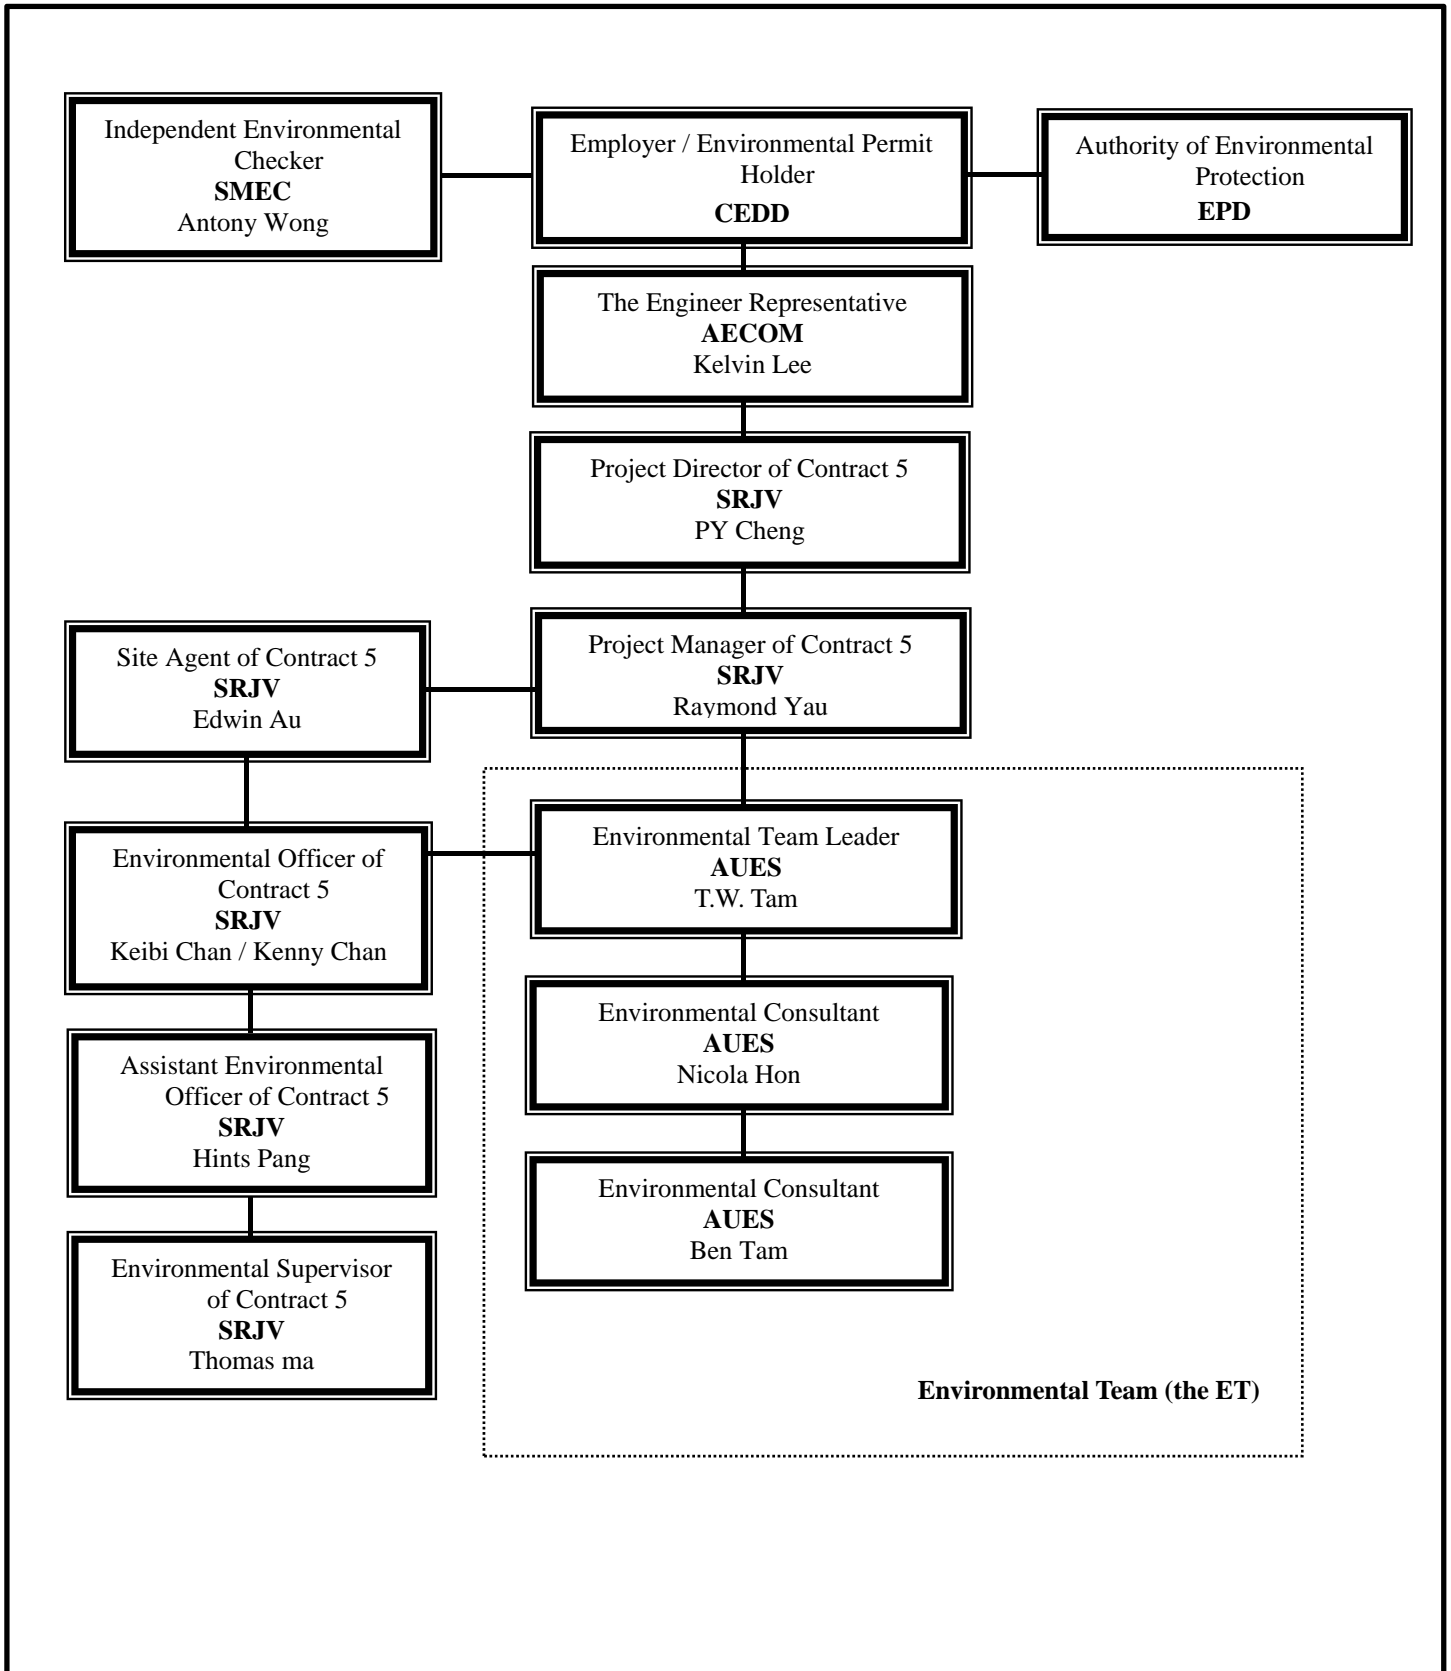 Independent Environmental
Checker
SMEC
Antony Wong
Employer / Environmental Permit
Holder
CEDD
Authority of Environmental
Protection
EPD
The Engineer Representative
AECOM
Kelvin Lee
Project Director of Contract 5
SRJV
PY Cheng
Site Agent of Contract 5
SRJV
Edwin Au
Project Manager of Contract 5
SRJV
Raymond Yau
Environmental Officer of
Contract 5
SRJV
Keibi Chan / Kenny Chan
Environmental Team Leader
AUES
T.W. Tam
Assistant Environmental
Officer of Contract 5
SRJV
Hints Pang
Environmental Consultant
AUES
Nicola Hon
Environmental Supervisor
of Contract 5
SRJV
Thomas ma
Environmental Consultant
AUES
Ben Tam
Environmental Team (the ET)